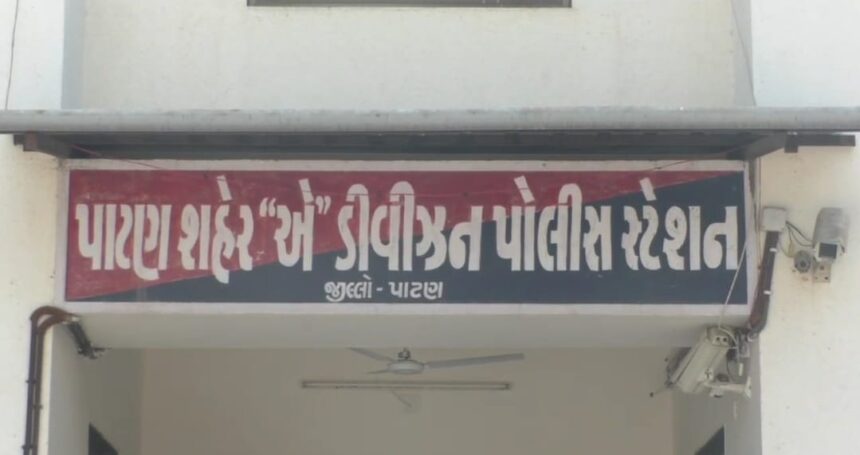 પાટણ શહેર “એ” ડીવીઝન પોલીસ સ્ટેશન
જીલ્લો - પાટણ